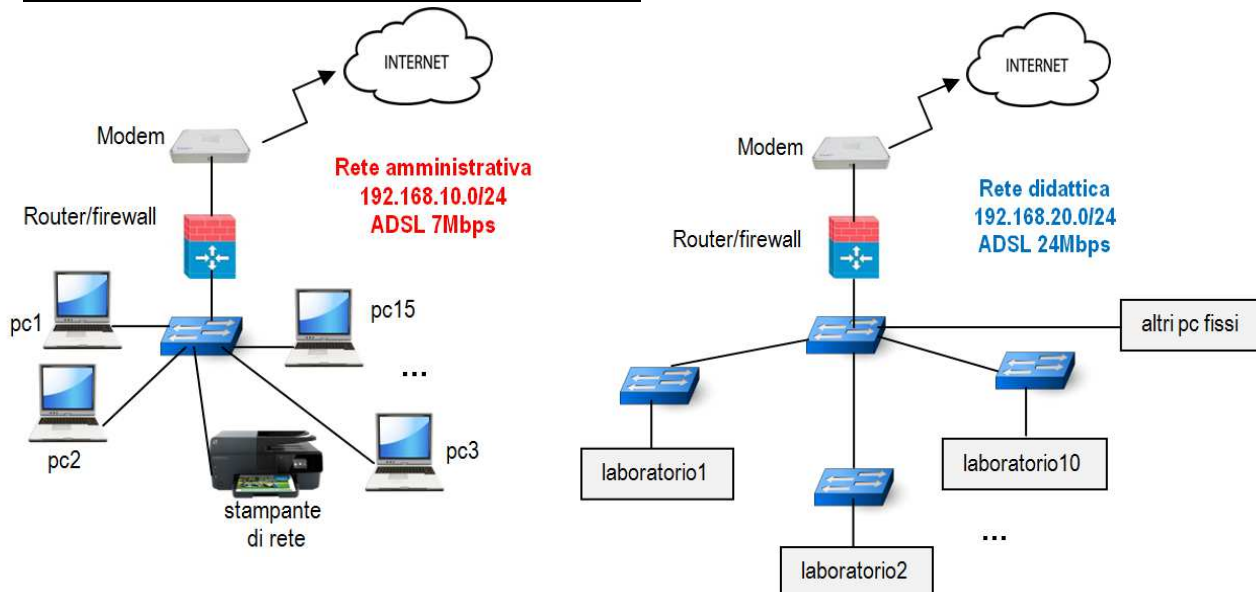 INTERNET
Modem
Rete amministrativa
192.168.10.0/24
ADSL 7Mbps
Router/firewall
pc1
pc15
...
pc2
pc3
stampante
di rete
INTERNET
Modem
Rete didattica
192.168.20.0/24
ADSL 24Mbps
Router/firewall
altri pc fissi
laboratorio1
laboratorio10
...
laboratorio2